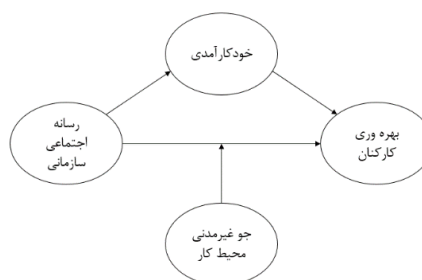 خودکارآمدی
رسانه
اجتماعی
سازمانی
بهره وری
کارکنان
جو غیرمدنی
محیط کار